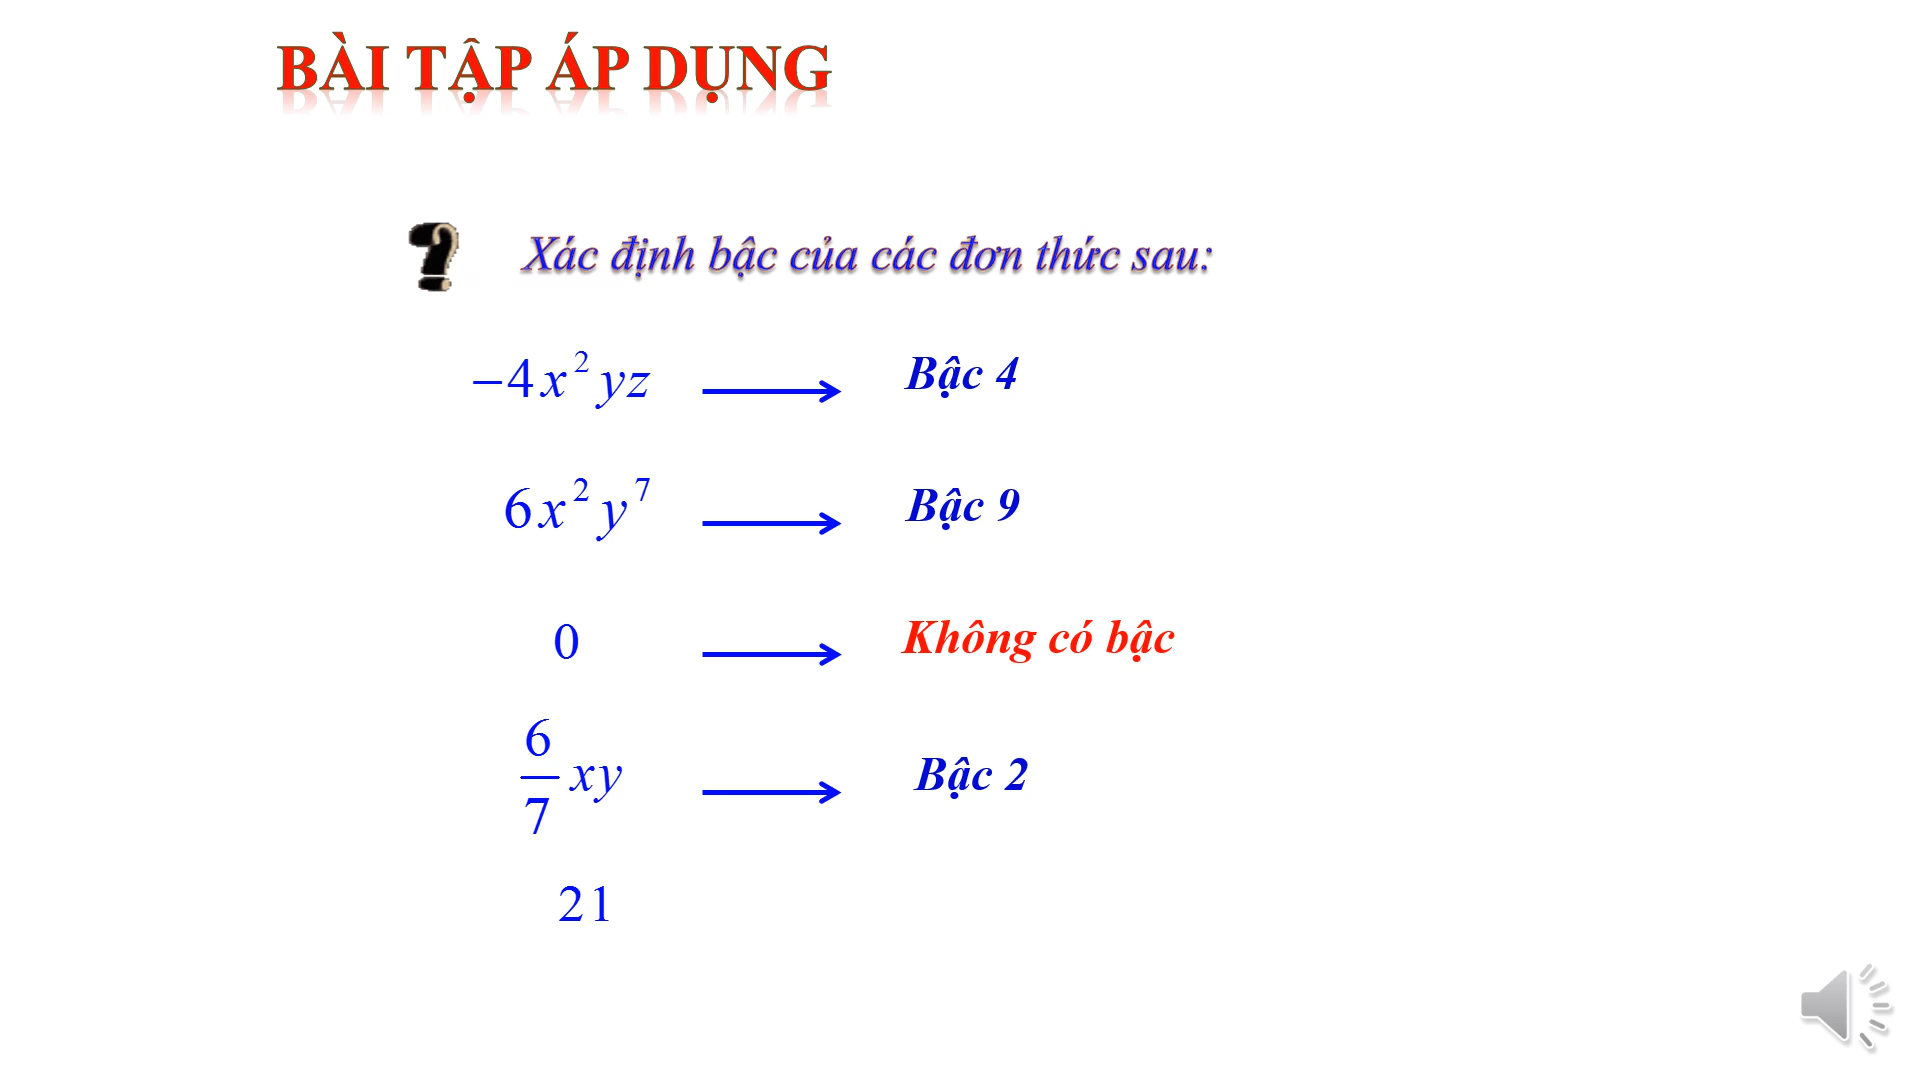 BÀI TẬP ÁP DỤNG
? Xác định bậc của các đơn thức sau:
−4x²yz → Bậc 4
6x²y⁷ → Bậc 9
0 → Không có bậc
6/7 xy → Bậc 2
21